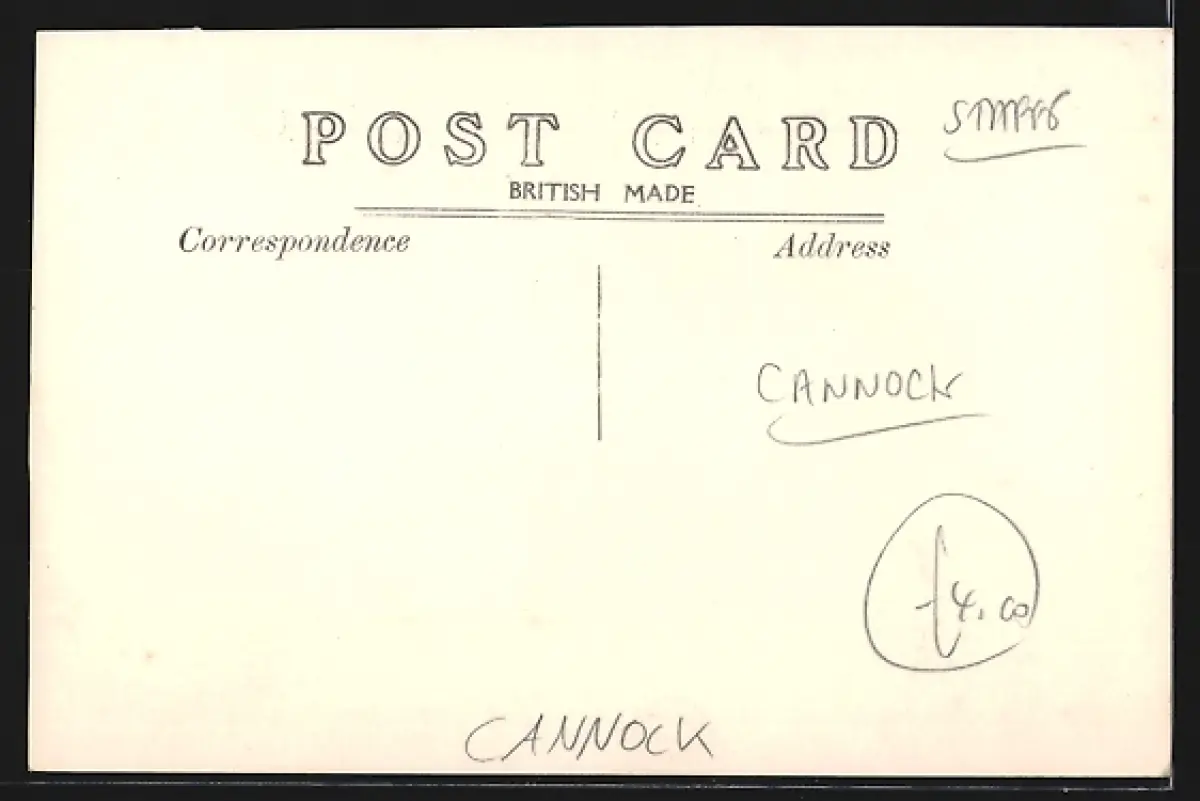 POST CARD
BRITISH MADE
Correspondence
Address
CANNOCK
£4.00
CANNOCK